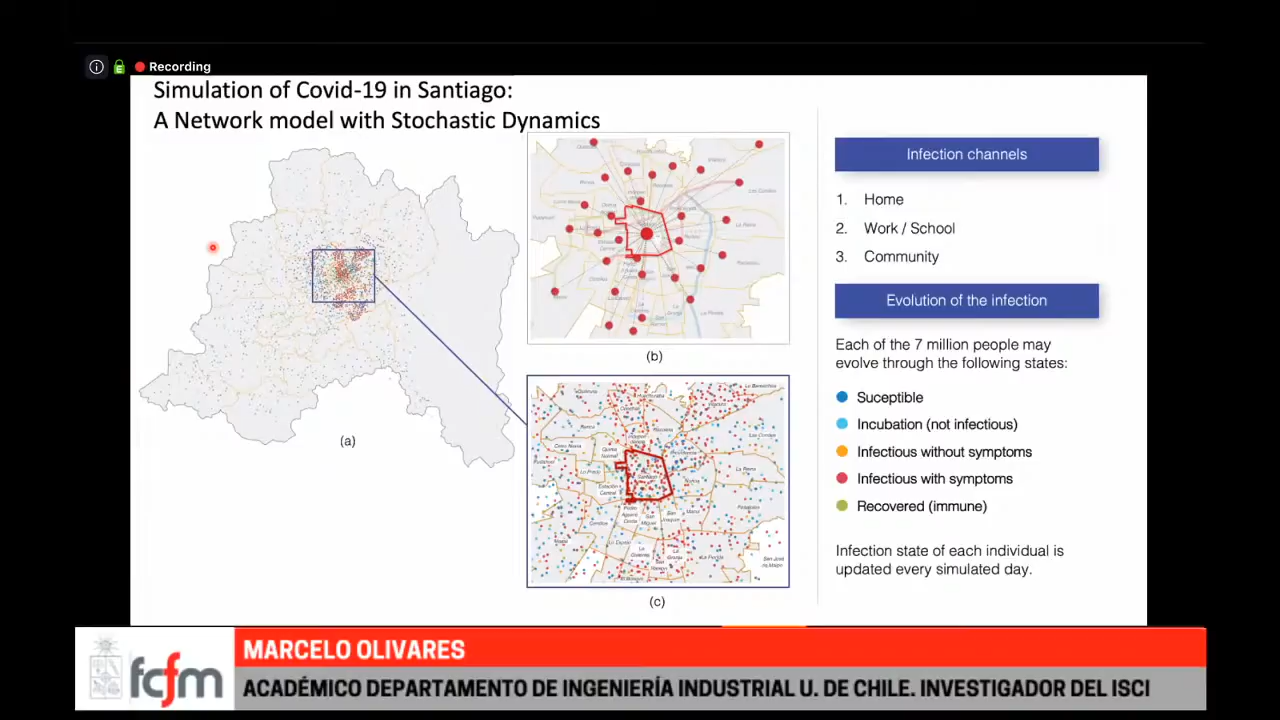 Recording
Simulation of Covid-19 in Santiago:
A Network model with Stochastic Dynamics
(a)
(b)
(c)
Infection channels
1. Home
2. Work / School
3. Community
Evolution of the infection
Each of the 7 million people may
evolve through the following states:
Suceptible
Incubation (not infectious)
Infectious without symptoms
Infectious with symptoms
Recovered (immune)
Infection state of each individual is
updated every simulated day.
fcfm
MARCELO OLIVARES
ACADÉMICO DEPARTAMENTO DE INGENIERÍA INDUSTRIAL U. DE CHILE. INVESTIGADOR DEL ISCI